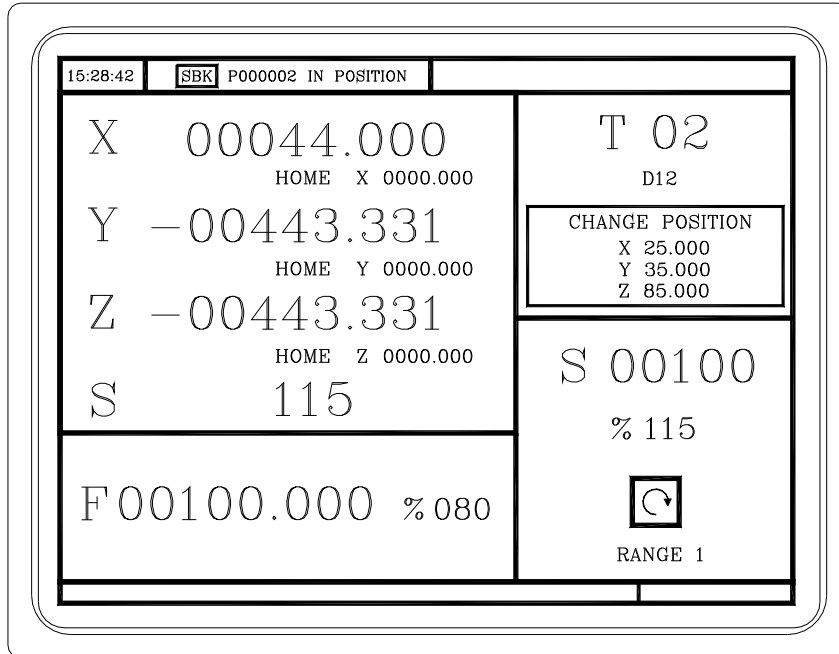 15:28:42 SBK P000002 IN POSITION
X 00044.000
HOME X 0000.000
Y -00443.331
HOME Y 0000.000
Z -00443.331
HOME Z 0000.000
S 115
F 00100.000 % 080
T 02
D12
CHANGE POSITION
X 25.000
Y 35.000
Z 85.000
S 00100
% 115
RANGE 1